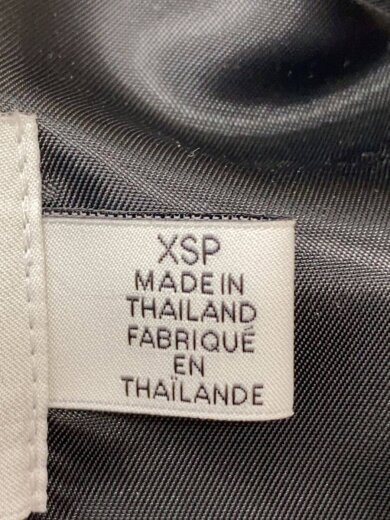 XSP
MADE IN
THAILAND
FABRIQUÉ
EN
THAÏLANDE